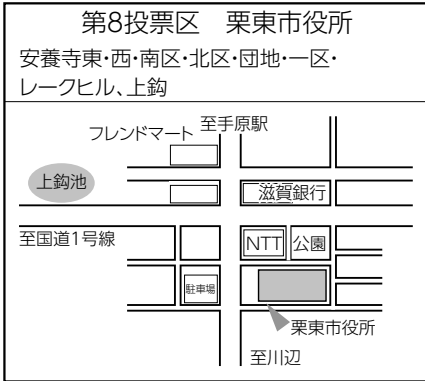 第8投票区　栗東市役所
安養寺東・西・南区・北区・団地・一区・
レークヒル、上鈎
至手原駅
フレンドマート
上鈎池
滋賀銀行
至国道1号線
NTT
公園
駐車場
栗東市役所
至川辺